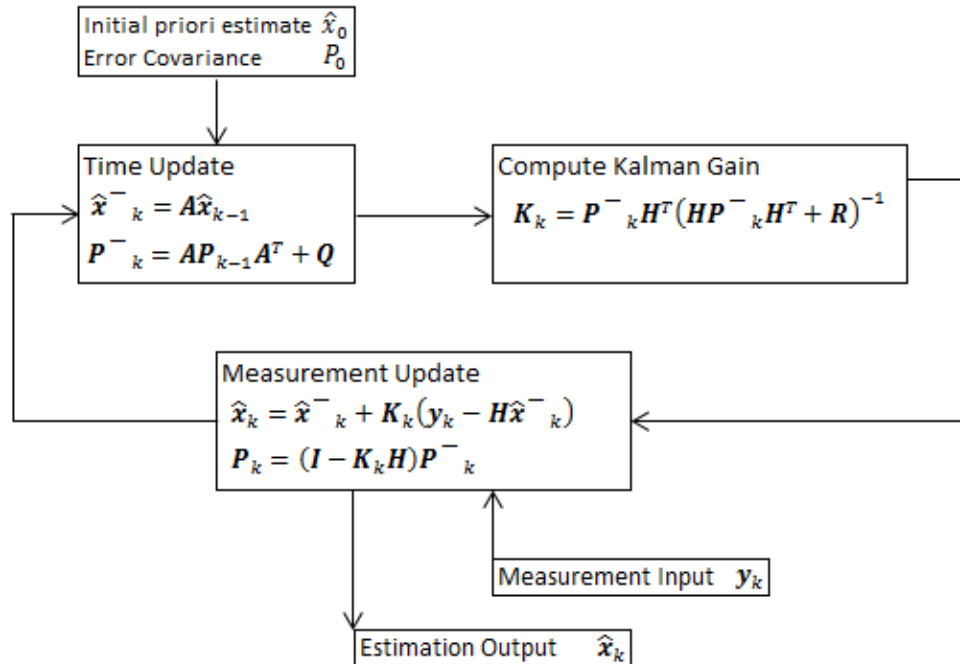 Initial priori estimate x̂₀
Error Covariance P₀
Time Update
x̂⁻ₖ = Ax̂ₖ₋₁
P⁻ₖ = APₖ₋₁Aᵀ + Q
Compute Kalman Gain
Kₖ = P⁻ₖHᵀ(HP⁻ₖHᵀ + R)⁻¹
Measurement Update
x̂ₖ = x̂⁻ₖ + Kₖ(yₖ − Hx̂⁻ₖ)
Pₖ = (I − KₖH)P⁻ₖ
Measurement Input yₖ
Estimation Output x̂ₖ